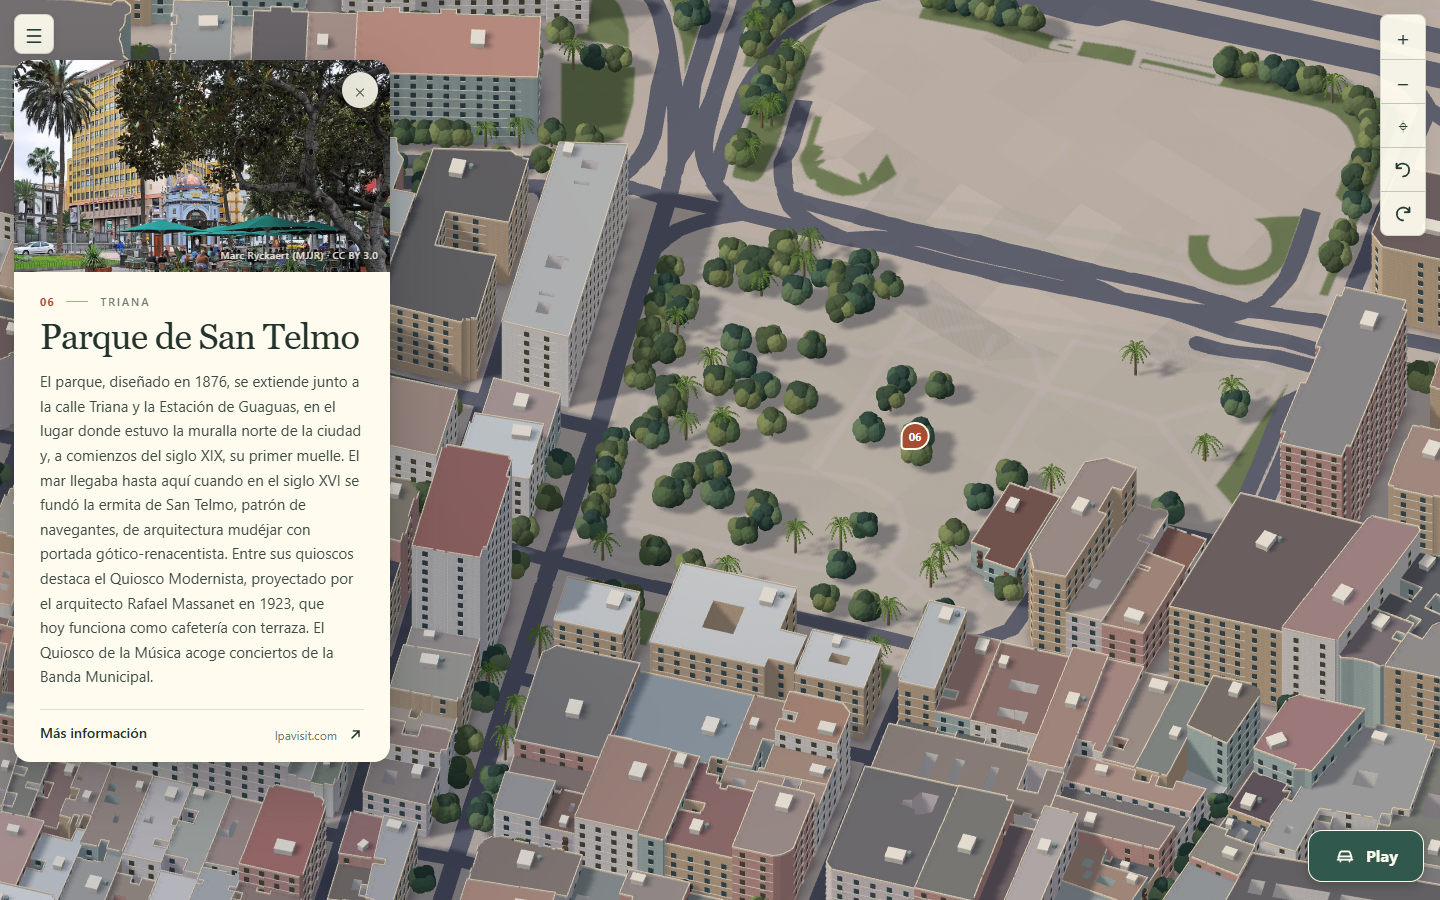 Marc Ryckaert (MJJR) · CC BY 3.0
06 TRIANA
Parque de San Telmo
El parque, diseñado en 1876, se extiende junto a
la calle Triana y la Estación de Guaguas, en el
lugar donde estuvo la muralla norte de la ciudad
y, a comienzos del siglo XIX, su primer muelle. El
mar llegaba hasta aquí cuando en el siglo XVI se
fundó la ermita de San Telmo, patrón de
navegantes, de arquitectura mudéjar con
portada gótico-renacentista. Entre sus quioscos
destaca el Quiosco Modernista, proyectado por
el arquitecto Rafael Massanet en 1923, que
hoy funciona como cafetería con terraza. El
Quiosco de la Música acoge conciertos de la
Banda Municipal.
Más información lpavisit.com
06
Play